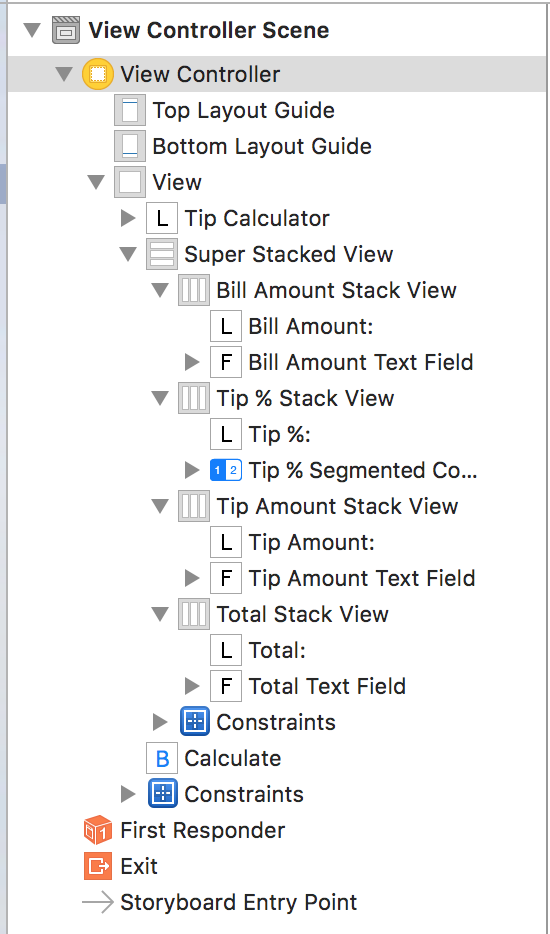 View Controller Scene
View Controller
Top Layout Guide
Bottom Layout Guide
View
L Tip Calculator
Super Stacked View
Bill Amount Stack View
L Bill Amount:
F Bill Amount Text Field
Tip % Stack View
L Tip %:
1 2 Tip % Segmented Co...
Tip Amount Stack View
L Tip Amount:
F Tip Amount Text Field
Total Stack View
L Total:
F Total Text Field
Constraints
B Calculate
Constraints
1 First Responder
Exit
Storyboard Entry Point